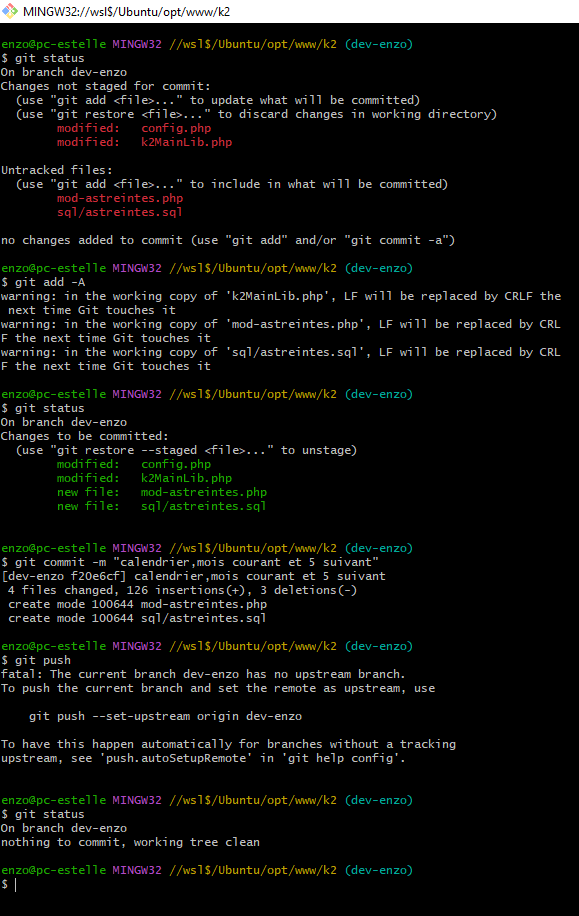 MINGW32://wsl$/Ubuntu/opt/www/k2
enzo@pc-estelle MINGW32 //wsl$/Ubuntu/opt/www/k2 (dev-enzo)
$ git status
On branch dev-enzo
Changes not staged for commit:
  (use "git add <file>..." to update what will be committed)
  (use "git restore <file>..." to discard changes in working directory)
        modified:   config.php
        modified:   k2MainLib.php

Untracked files:
  (use "git add <file>..." to include in what will be committed)
        mod-astreintes.php
        sql/astreintes.sql

no changes added to commit (use "git add" and/or "git commit -a")

enzo@pc-estelle MINGW32 //wsl$/Ubuntu/opt/www/k2 (dev-enzo)
$ git add -A
warning: in the working copy of 'k2MainLib.php', LF will be replaced by CRLF the
 next time Git touches it
warning: in the working copy of 'mod-astreintes.php', LF will be replaced by CRL
F the next time Git touches it
warning: in the working copy of 'sql/astreintes.sql', LF will be replaced by CRL
F the next time Git touches it

enzo@pc-estelle MINGW32 //wsl$/Ubuntu/opt/www/k2 (dev-enzo)
$ git status
On branch dev-enzo
Changes to be committed:
  (use "git restore --staged <file>..." to unstage)
        modified:   config.php
        modified:   k2MainLib.php
        new file:   mod-astreintes.php
        new file:   sql/astreintes.sql

enzo@pc-estelle MINGW32 //wsl$/Ubuntu/opt/www/k2 (dev-enzo)
$ git commit -m "calendrier,mois courant et 5 suivant"
[dev-enzo f20e6cf] calendrier,mois courant et 5 suivant
 4 files changed, 126 insertions(+), 3 deletions(-)
 create mode 100644 mod-astreintes.php
 create mode 100644 sql/astreintes.sql

enzo@pc-estelle MINGW32 //wsl$/Ubuntu/opt/www/k2 (dev-enzo)
$ git push
fatal: The current branch dev-enzo has no upstream branch.
To push the current branch and set the remote as upstream, use

    git push --set-upstream origin dev-enzo

To have this happen automatically for branches without a tracking
upstream, see 'push.autoSetupRemote' in 'git help config'.

enzo@pc-estelle MINGW32 //wsl$/Ubuntu/opt/www/k2 (dev-enzo)
$ git status
On branch dev-enzo
nothing to commit, working tree clean

enzo@pc-estelle MINGW32 //wsl$/Ubuntu/opt/www/k2 (dev-enzo)
$